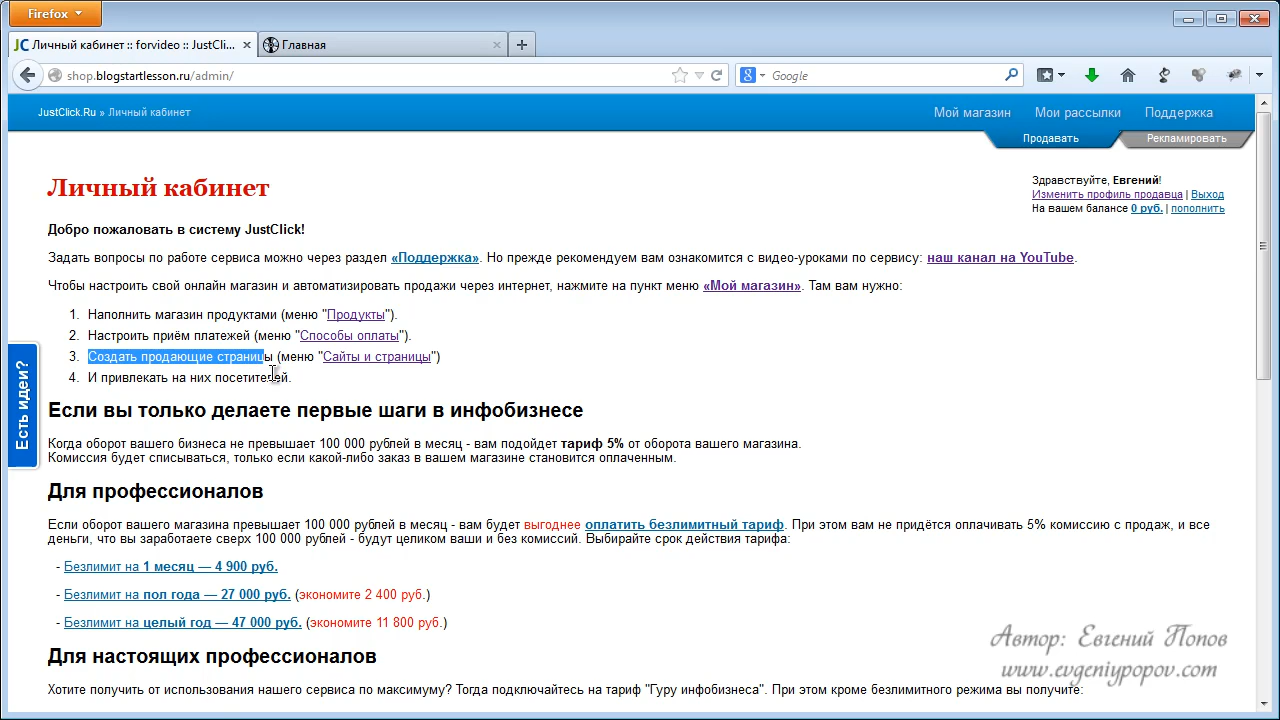 Firefox
Личный кабинет :: forvideo :: JustCli...
Главная
shop.blogstartlesson.ru/admin/
Google
JustClick.Ru » Личный кабинет
Мой магазин Мои рассылки Поддержка
Продавать Рекламировать
Личный кабинет
Здравствуйте, Евгений!
Изменить профиль продавца | Выход
На вашем балансе 0 руб. | пополнить
Добро пожаловать в систему JustClick!
Задать вопросы по работе сервиса можно через раздел «Поддержка». Но прежде рекомендуем вам ознакомится с видео-уроками по сервису: наш канал на YouTube.
Чтобы настроить свой онлайн магазин и автоматизировать продажи через интернет, нажмите на пункт меню «Мой магазин». Там вам нужно:
1. Наполнить магазин продуктами (меню "Продукты").
2. Настроить приём платежей (меню "Способы оплаты").
3. Создать продающие страницы (меню "Сайты и страницы")
4. И привлекать на них посетителей.
Есть идеи?
Если вы только делаете первые шаги в инфобизнесе
Когда оборот вашего бизнеса не превышает 100 000 рублей в месяц - вам подойдет тариф 5% от оборота вашего магазина.
Комиссия будет списываться, только если какой-либо заказ в вашем магазине становится оплаченным.
Для профессионалов
Если оборот вашего магазина превышает 100 000 рублей в месяц - вам будет выгоднее оплатить безлимитный тариф. При этом вам не придётся оплачивать 5% комиссию с продаж, и все
деньги, что вы заработаете сверх 100 000 рублей - будут целиком ваши и без комиссий. Выбирайте срок действия тарифа:
- Безлимит на 1 месяц — 4 900 руб.
- Безлимит на пол года — 27 000 руб. (экономите 2 400 руб.)
- Безлимит на целый год — 47 000 руб. (экономите 11 800 руб.)
Для настоящих профессионалов
Хотите получить от использования нашего сервиса по максимуму? Тогда подключайтесь на тариф "Гуру инфобизнеса". При этом кроме безлимитного режима вы получите:
Автор: Евгений Попов
www.evgeniypopov.com